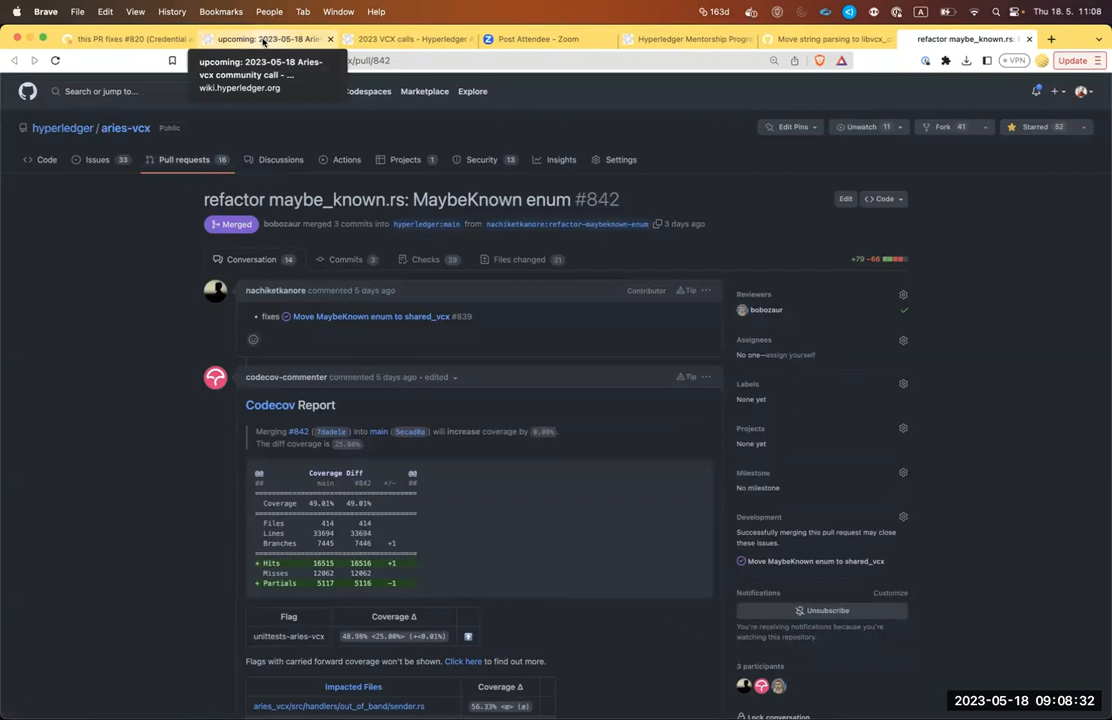 Brave File Edit View History Bookmarks People Tab Window Help 163d Thu 18. 5. 11:08
this PR fixes #820 (Credential a
upcoming: 2023-05-18 Aries-
2023 VCX calls - Hyperledger A
Post Attendee - Zoom
Hyperledger Mentorship Progr
Move string parsing to libvcx_c
refactor maybe_known.rs: M
x/pull/842
VPN
Update
upcoming: 2023-05-18 Aries-
vcx community call - ...
wiki.hyperledger.org
Search or jump to...
Codespaces Marketplace Explore
hyperledger / aries-vcx Public
Edit Pins Unwatch 11 Fork 41 Starred 52
Code Issues 33 Pull requests 16 Discussions Actions Projects 1 Security 13 Insights Settings
refactor maybe_known.rs: MaybeKnown enum #842
Edit Code
Merged bobozaur merged 3 commits into hyperledger:main from nachiketkanore:refactor-maybeknown-enum 3 days ago
Conversation 14 Commits 3 Checks 39 Files changed 21 +79 −66
nachiketkanore commented 5 days ago Contributor Tip
• fixes Move MaybeKnown enum to shared_vcx #839
codecov-commenter commented 5 days ago • edited Tip
Codecov Report
Merging #842 (7dadele) into main (5ecad0a) will increase coverage by 0.00%.
The diff coverage is 25.00%.
@@ Coverage Diff @@
## main #842 +/- ##
Coverage 49.01% 49.01%
Files 414 414
Lines 33694 33694
Branches 7445 7446 +1
+ Hits 16515 16516 +1
Misses 12062 12062
+ Partials 5117 5116 -1
Flag Coverage Δ
unittests-aries-vcx 48.98% <25.00%> (+<0.01%)
Flags with carried forward coverage won't be shown. Click here to find out more.
Impacted Files Coverage Δ
aries_vcx/src/handlers/out_of_band/sender.rs 56.33% <ø> (ø)
Reviewers
bobozaur
Assignees
No one—assign yourself
Labels
None yet
Projects
None yet
Milestone
No milestone
Development
Successfully merging this pull request may close
these issues.
Move MaybeKnown enum to shared_vcx
Notifications Customize
Unsubscribe
You're receiving notifications because you're
watching this repository.
3 participants
Lock conversation
2023-05-18 09:08:32